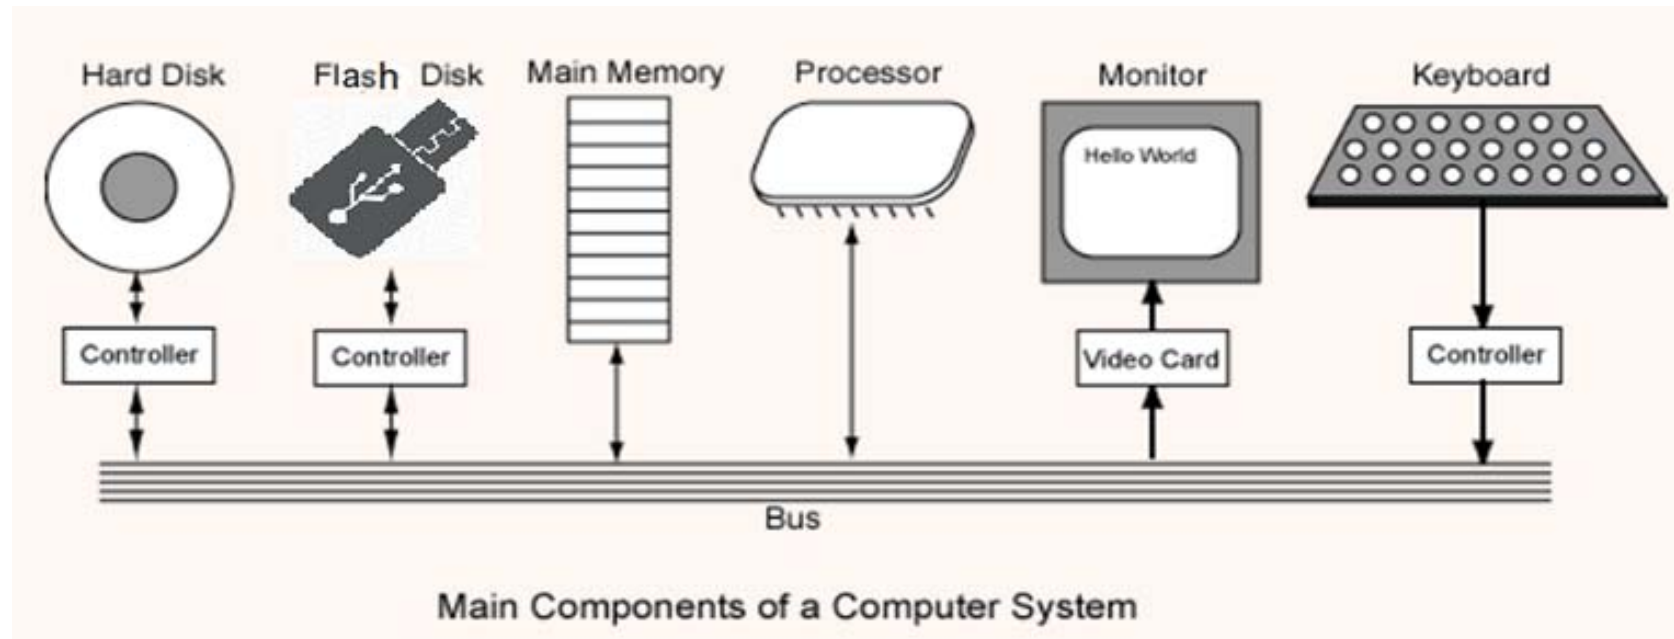 Hard Disk
Flash Disk
Main Memory
Processor
Monitor
Keyboard
Hello World
Controller
Controller
Video Card
Controller
Bus
Main Components of a Computer System